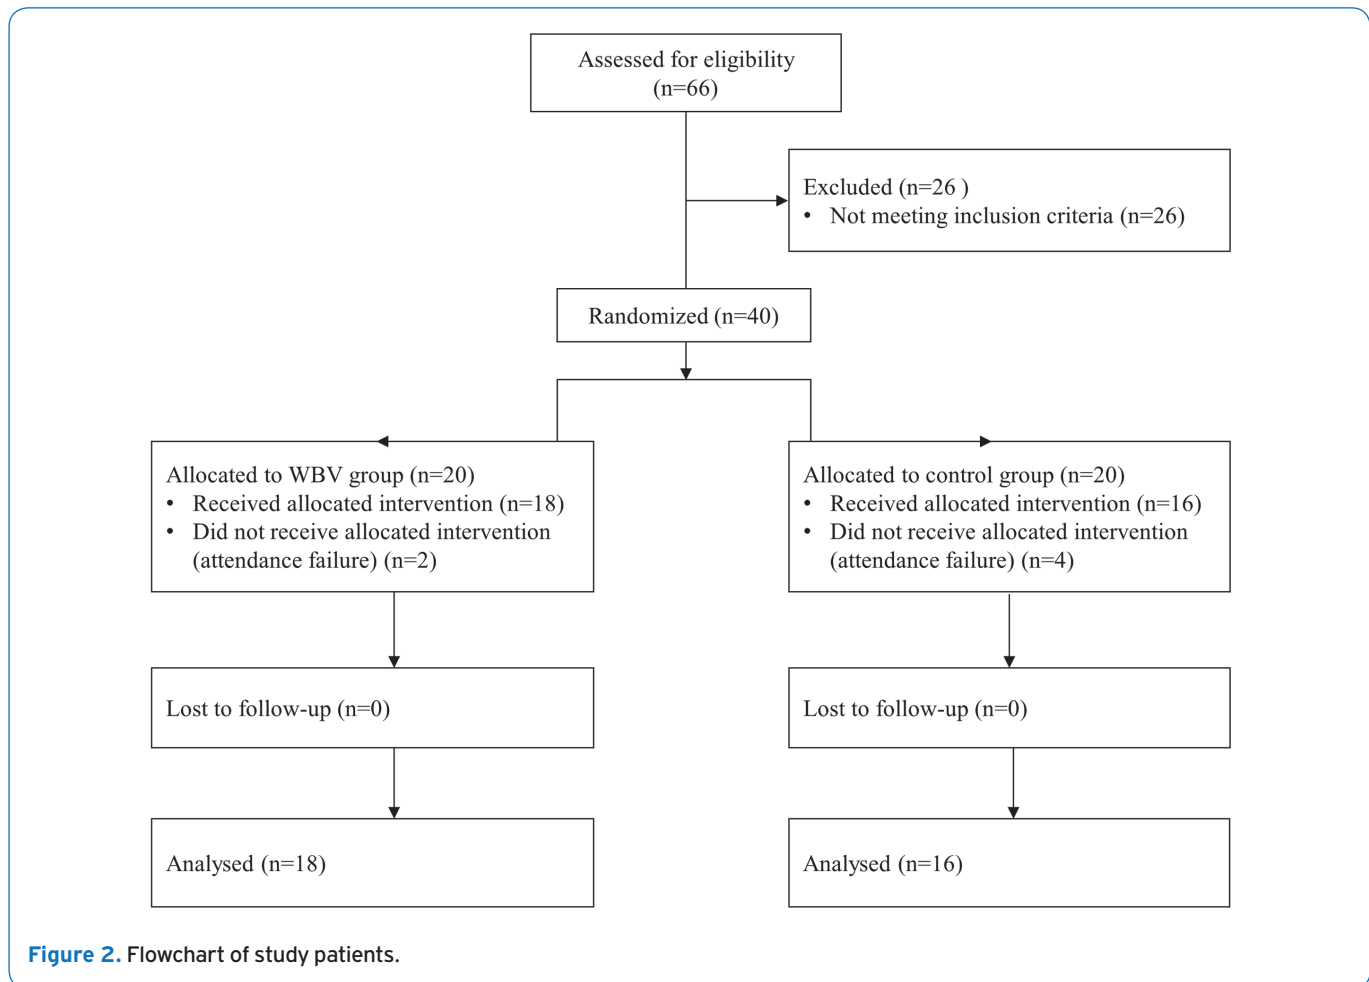 Assessed for eligibility
(n=66)
Excluded (n=26 )
• Not meeting inclusion criteria (n=26)
Randomized (n=40)
Allocated to WBV group (n=20)
• Received allocated intervention (n=18)
• Did not receive allocated intervention
(attendance failure) (n=2)
Allocated to control group (n=20)
• Received allocated intervention (n=16)
• Did not receive allocated intervention
(attendance failure) (n=4)
Lost to follow-up (n=0)
Lost to follow-up (n=0)
Analysed (n=18)
Analysed (n=16)
Figure 2. Flowchart of study patients.